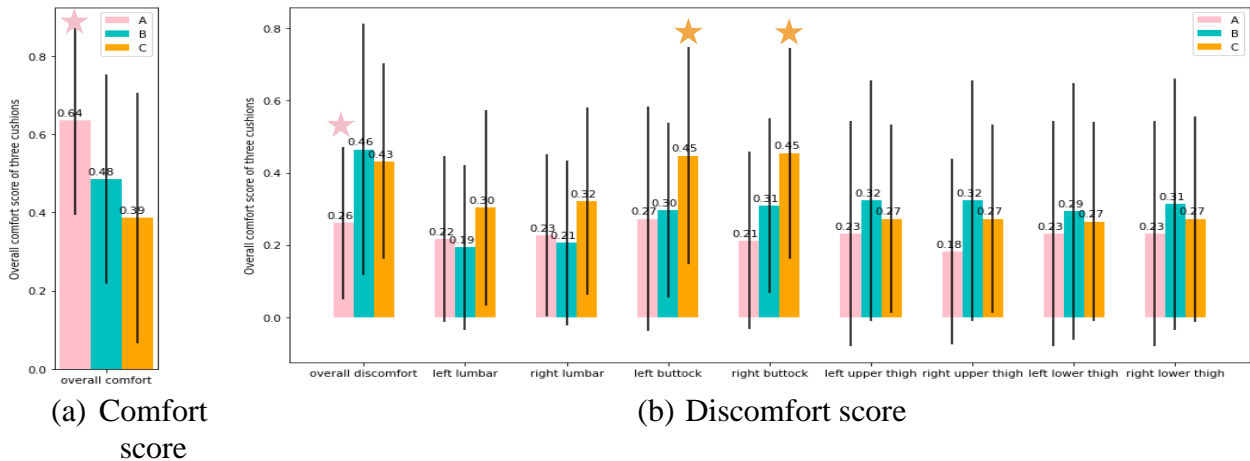 A
B
C
Overall comfort score of three cushions
0.8
0.6
0.4
0.2
0.0
0.64
0.48
0.39
overall comfort
(a) Comfort
score
A
B
C
Overall comfort score of three cushions
0.8
0.6
0.4
0.2
0.0
0.26 0.46 0.43
0.22 0.19 0.30
0.23 0.21 0.32
0.27 0.30 0.45
0.21 0.31 0.45
0.23 0.32 0.27
0.18 0.32 0.27
0.23 0.29 0.27
0.23 0.31 0.27
overall discomfort left lumbar right lumbar left buttock right buttock left upper thigh right upper thigh left lower thigh right lower thigh
(b) Discomfort score